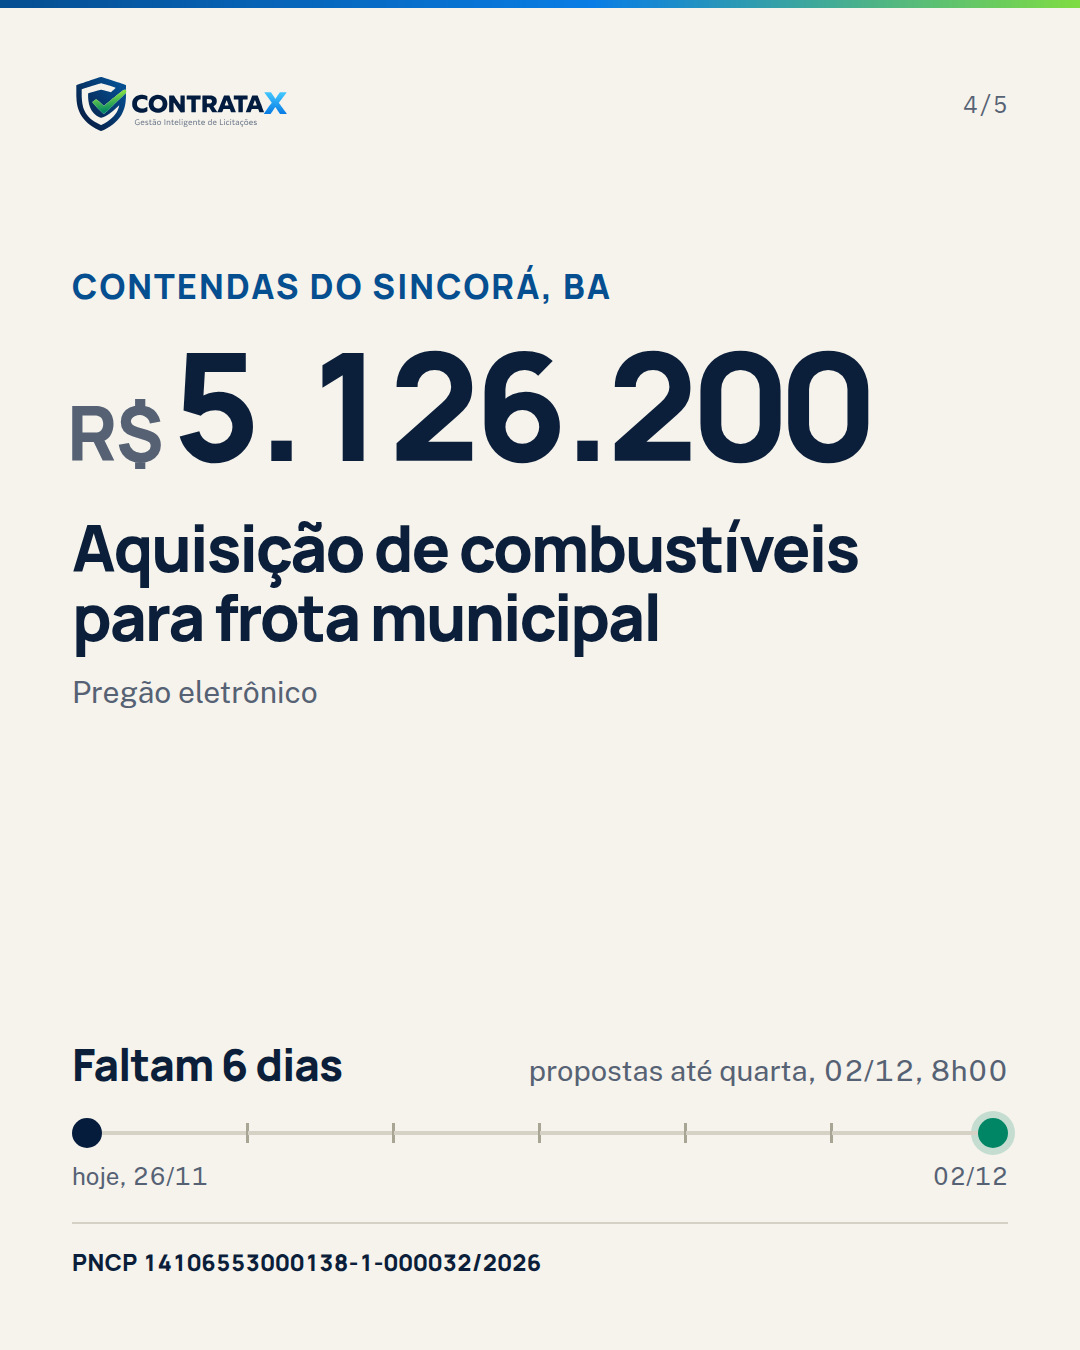 CONTRATAX
Gestão Inteligente de Licitações
4/5
CONTENDAS DO SINCORÁ, BA
R$ 5.126.200
Aquisição de combustíveis
para frota municipal
Pregão eletrônico
Faltam 6 dias
propostas até quarta, 02/12, 8h00
hoje, 26/11
02/12
PNCP 14106553000138-1-000032/2026